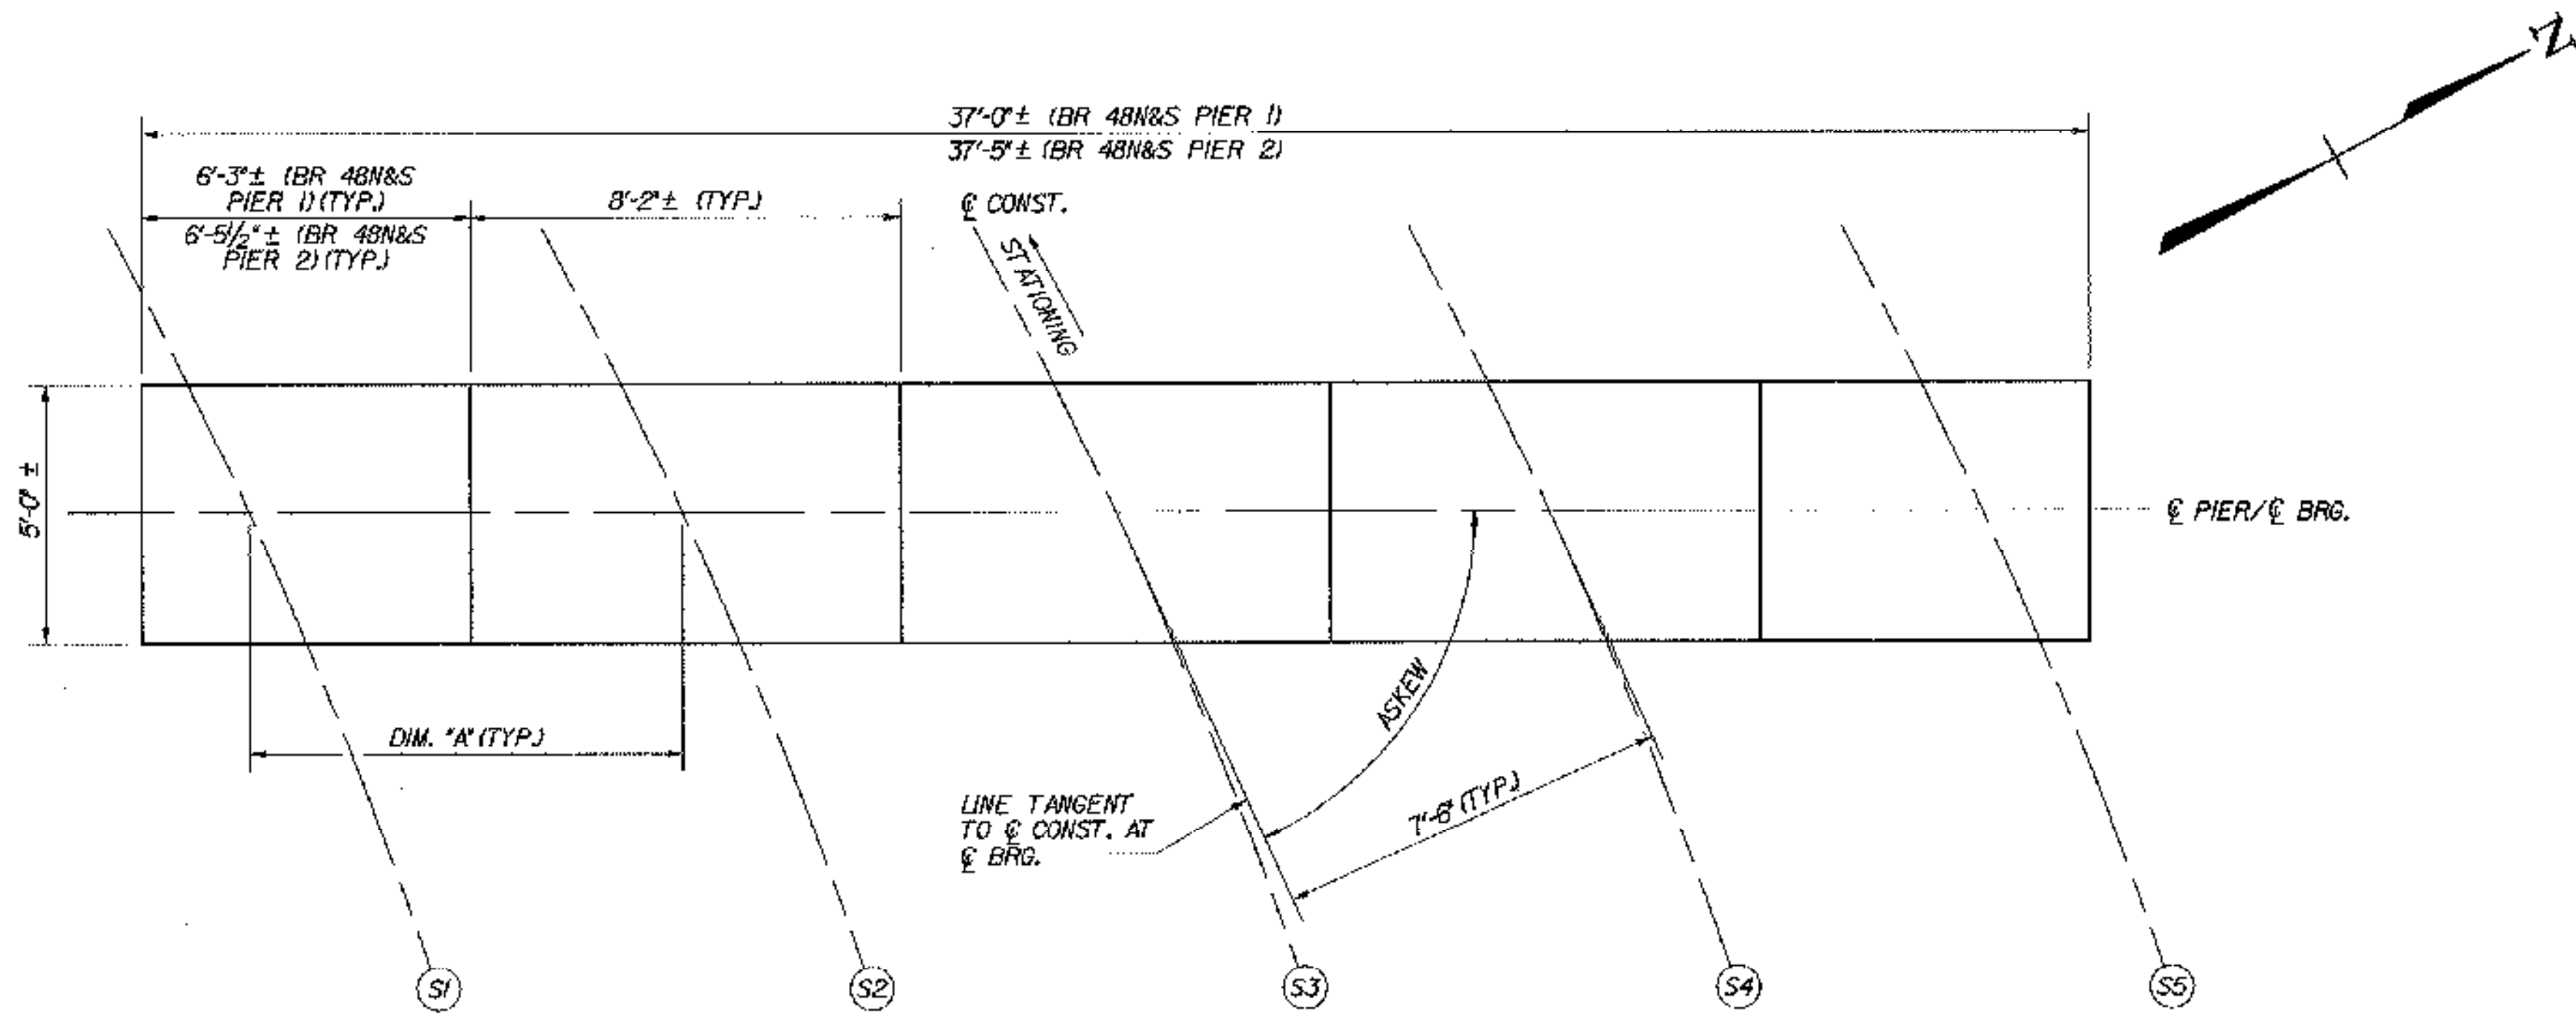 37'-0"± (BR 48N&S PIER 1)
37'-5"± (BR 48N&S PIER 2)
6'-3"± (BR 48N&S
PIER 1)(TYP.)
6'-5 1/2"± (BR 48N&S
PIER 2)(TYP.)
8'-2"± (TYP.)
℄ CONST.
STATIONING
N
5'-0" ±
℄ PIER/℄ BRG.
ASKEW
DIM. "A" (TYP.)
LINE TANGENT
TO ℄ CONST. AT
℄ BRG.
7'-6" (TYP.)
S1
S2
S3
S4
S5